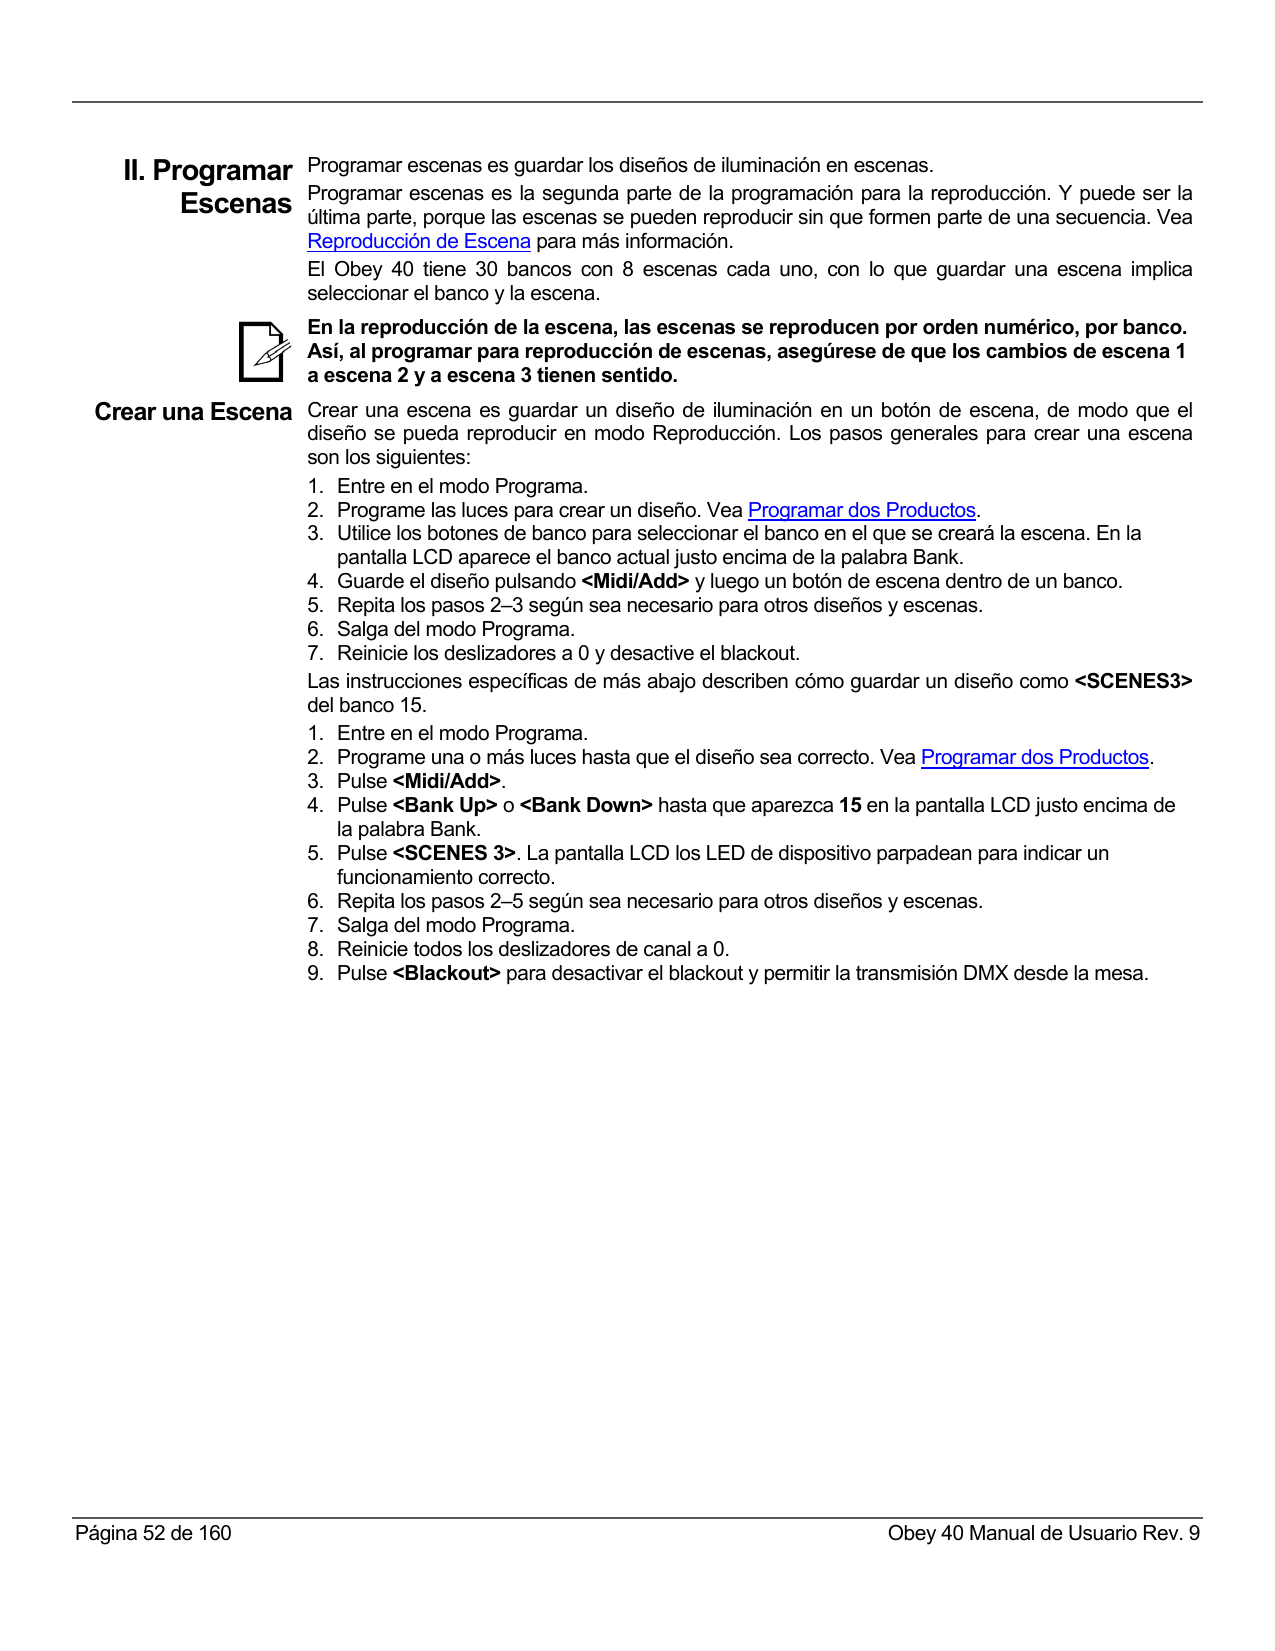 II. Programar
Escenas
Programar escenas es guardar los diseños de iluminación en escenas.
Programar escenas es la segunda parte de la programación para la reproducción. Y puede ser la
última parte, porque las escenas se pueden reproducir sin que formen parte de una secuencia. Vea
Reproducción de Escena para más información.
El Obey 40 tiene 30 bancos con 8 escenas cada uno, con lo que guardar una escena implica
seleccionar el banco y la escena.
En la reproducción de la escena, las escenas se reproducen por orden numérico, por banco.
Así, al programar para reproducción de escenas, asegúrese de que los cambios de escena 1
a escena 2 y a escena 3 tienen sentido.
Crear una Escena
Crear una escena es guardar un diseño de iluminación en un botón de escena, de modo que el
diseño se pueda reproducir en modo Reproducción. Los pasos generales para crear una escena
son los siguientes:
1. Entre en el modo Programa.
2. Programe las luces para crear un diseño. Vea Programar dos Productos.
3. Utilice los botones de banco para seleccionar el banco en el que se creará la escena. En la
pantalla LCD aparece el banco actual justo encima de la palabra Bank.
4. Guarde el diseño pulsando <Midi/Add> y luego un botón de escena dentro de un banco.
5. Repita los pasos 2–3 según sea necesario para otros diseños y escenas.
6. Salga del modo Programa.
7. Reinicie los deslizadores a 0 y desactive el blackout.
Las instrucciones específicas de más abajo describen cómo guardar un diseño como <SCENES3>
del banco 15.
1. Entre en el modo Programa.
2. Programe una o más luces hasta que el diseño sea correcto. Vea Programar dos Productos.
3. Pulse <Midi/Add>.
4. Pulse <Bank Up> o <Bank Down> hasta que aparezca 15 en la pantalla LCD justo encima de
la palabra Bank.
5. Pulse <SCENES 3>. La pantalla LCD los LED de dispositivo parpadean para indicar un
funcionamiento correcto.
6. Repita los pasos 2–5 según sea necesario para otros diseños y escenas.
7. Salga del modo Programa.
8. Reinicie todos los deslizadores de canal a 0.
9. Pulse <Blackout> para desactivar el blackout y permitir la transmisión DMX desde la mesa.
Página 52 de 160
Obey 40 Manual de Usuario Rev. 9